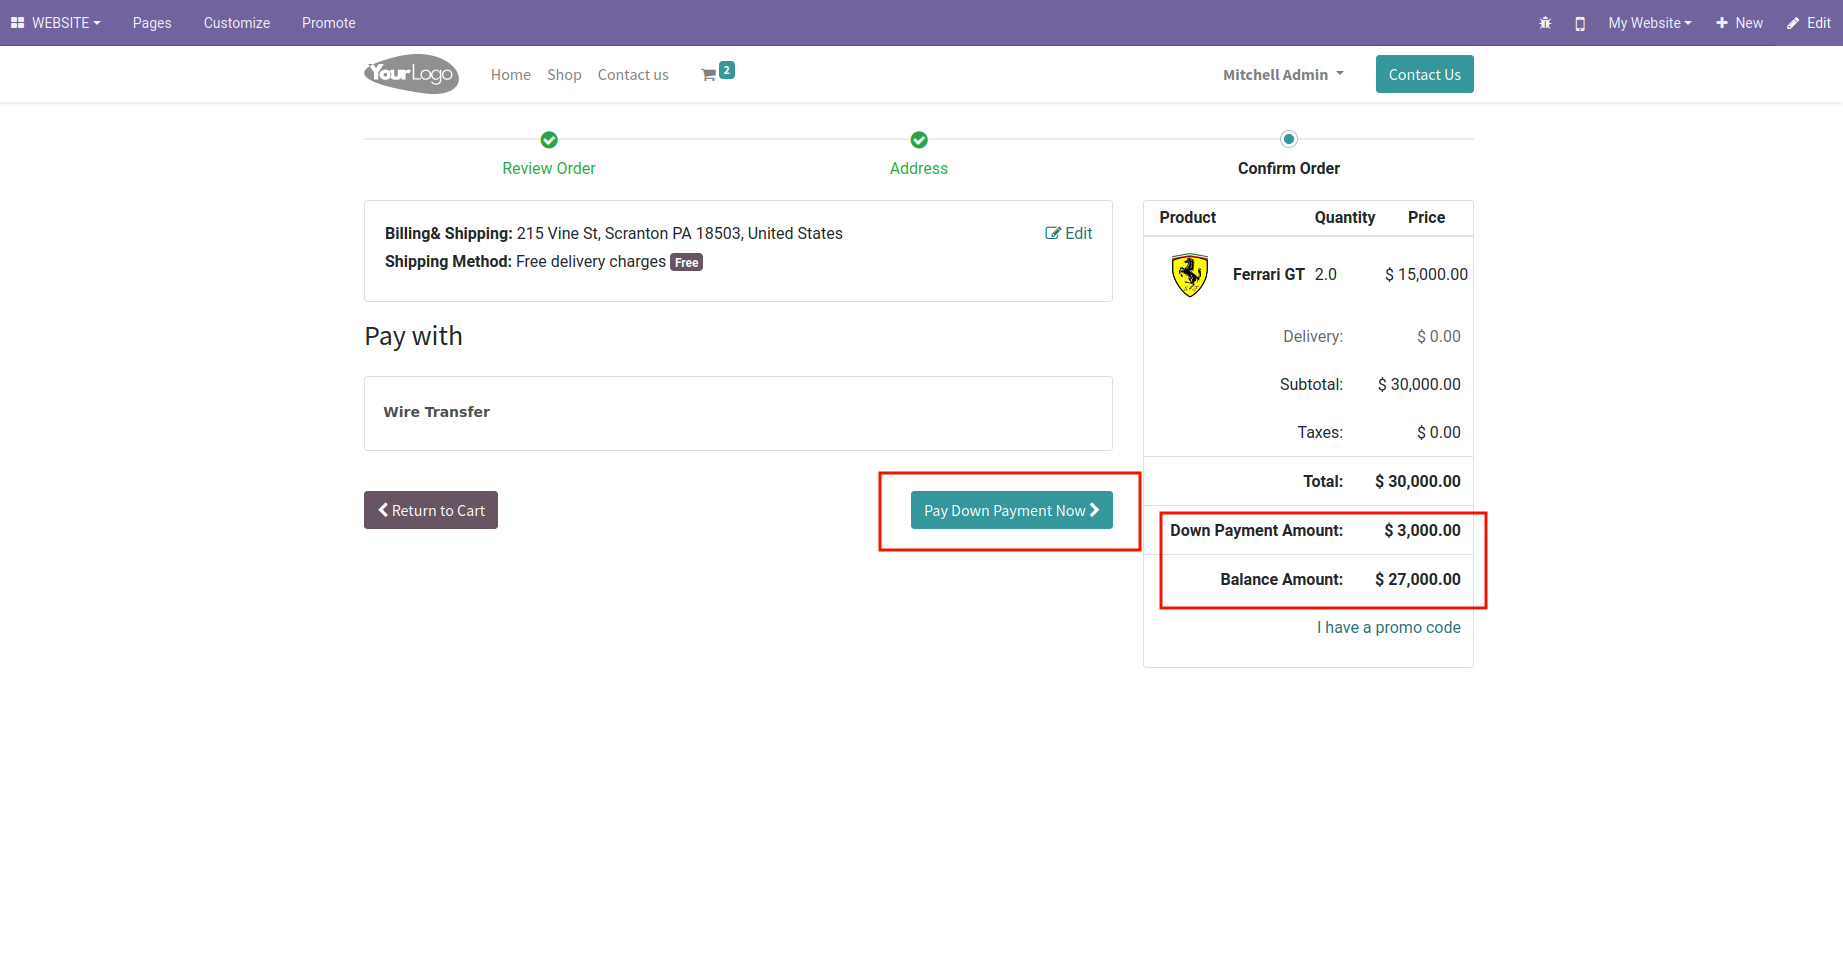 WEBSITE Pages Customize Promote My Website New Edit
YourLogo Home Shop Contact us 2 Mitchell Admin Contact Us
Review Order Address Confirm Order
Billing& Shipping: 215 Vine St, Scranton PA 18503, United States Edit
Shipping Method: Free delivery charges Free
Pay with
Wire Transfer
Return to Cart Pay Down Payment Now
Product Quantity Price
Ferrari GT 2.0 $ 15,000.00
Delivery: $ 0.00
Subtotal: $ 30,000.00
Taxes: $ 0.00
Total: $ 30,000.00
Down Payment Amount: $ 3,000.00
Balance Amount: $ 27,000.00
I have a promo code